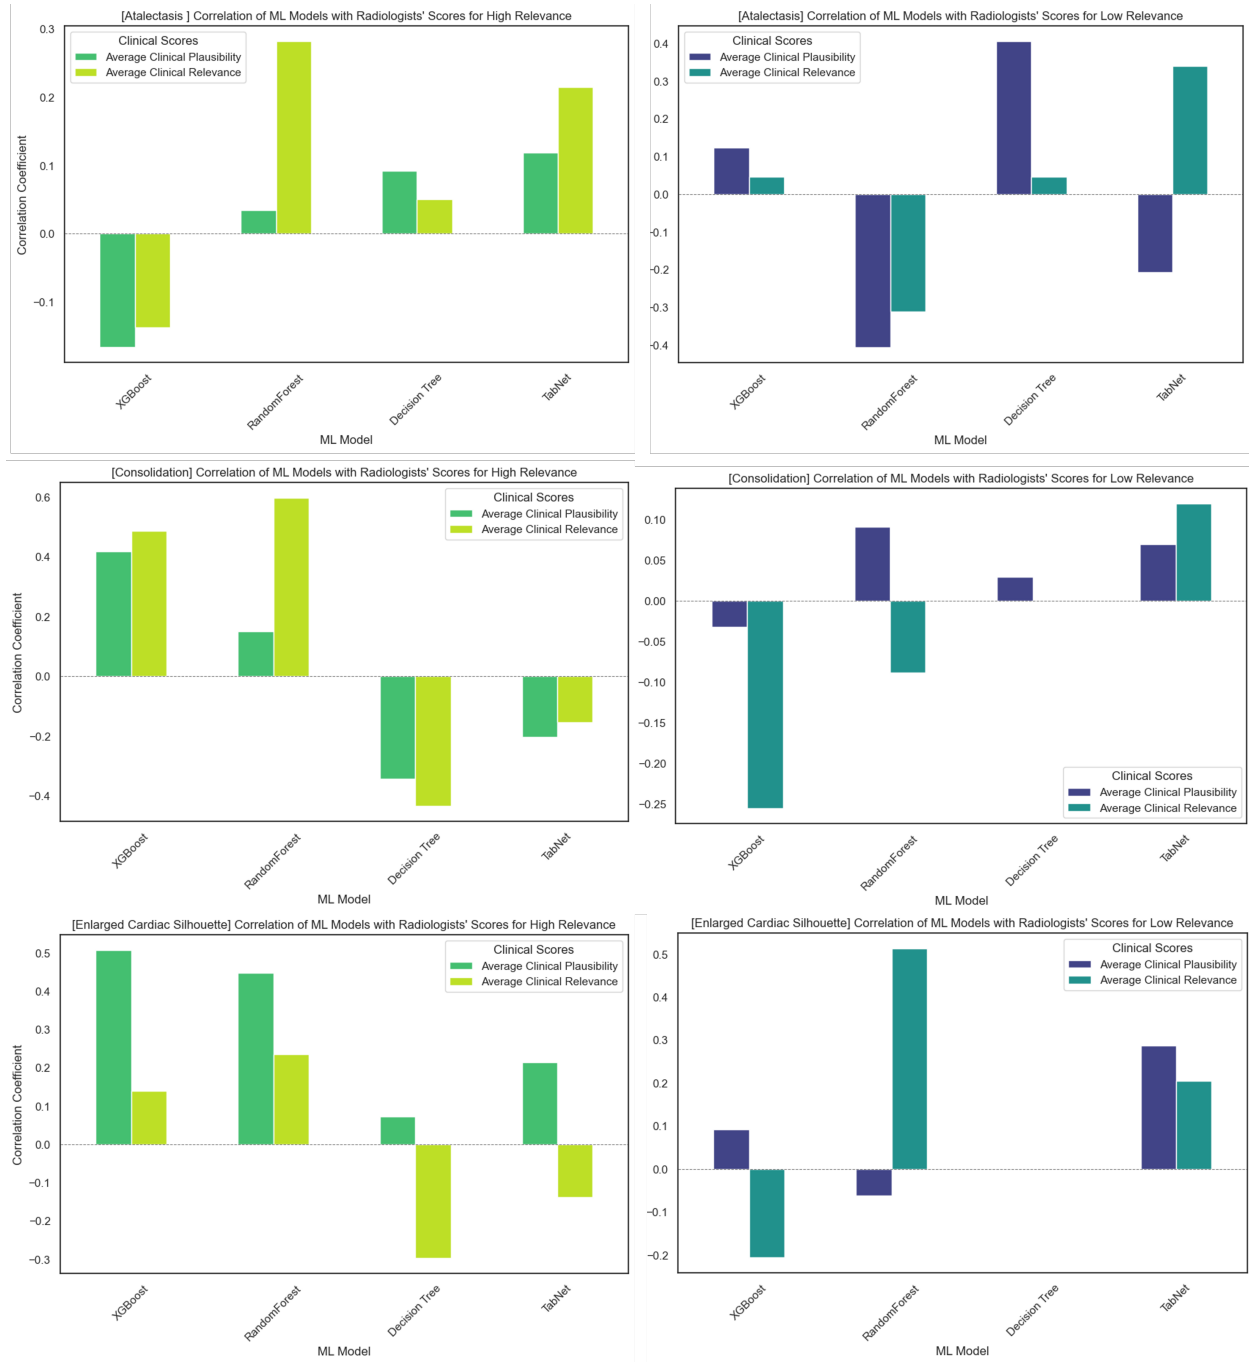 [Atalectasis ] Correlation of ML Models with Radiologists' Scores for High Relevance
Clinical Scores
Average Clinical Plausibility
Average Clinical Relevance
Correlation Coefficient
0.3
0.2
0.1
0.0
−0.1
XGBoost
RandomForest
Decision Tree
TabNet
ML Model
[Atalectasis] Correlation of ML Models with Radiologists' Scores for Low Relevance
Clinical Scores
Average Clinical Plausibility
Average Clinical Relevance
0.4
0.3
0.2
0.1
0.0
−0.1
−0.2
−0.3
−0.4
XGBoost
RandomForest
Decision Tree
TabNet
ML Model
[Consolidation] Correlation of ML Models with Radiologists' Scores for High Relevance
Clinical Scores
Average Clinical Plausibility
Average Clinical Relevance
Correlation Coefficient
0.6
0.4
0.2
0.0
−0.2
−0.4
XGBoost
RandomForest
Decision Tree
TabNet
ML Model
[Consolidation] Correlation of ML Models with Radiologists' Scores for Low Relevance
0.10
0.05
0.00
−0.05
−0.10
−0.15
−0.20
−0.25
Clinical Scores
Average Clinical Plausibility
Average Clinical Relevance
XGBoost
RandomForest
Decision Tree
TabNet
ML Model
[Enlarged Cardiac Silhouette] Correlation of ML Models with Radiologists' Scores for High Relevance
Clinical Scores
Average Clinical Plausibility
Average Clinical Relevance
Correlation Coefficient
0.5
0.4
0.3
0.2
0.1
0.0
−0.1
−0.2
−0.3
XGBoost
RandomForest
Decision Tree
TabNet
ML Model
[Enlarged Cardiac Silhouette] Correlation of ML Models with Radiologists' Scores for Low Relevance
Clinical Scores
Average Clinical Plausibility
Average Clinical Relevance
0.5
0.4
0.3
0.2
0.1
0.0
−0.1
−0.2
XGBoost
RandomForest
Decision Tree
TabNet
ML Model